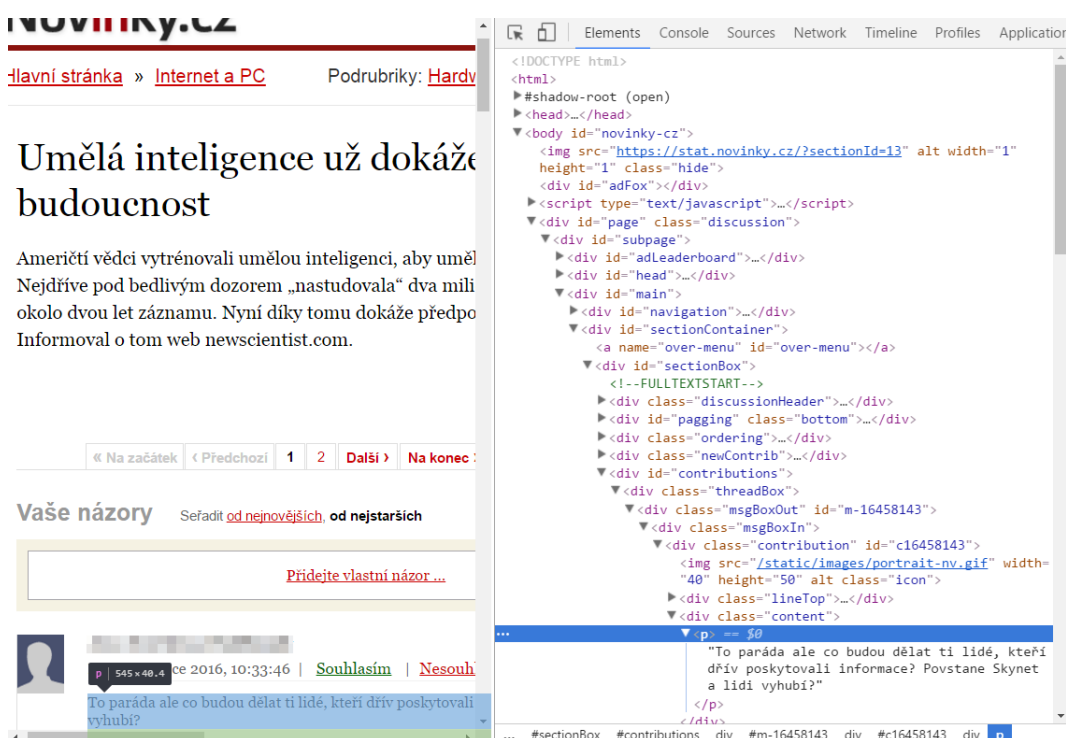 Novinky.cz
Hlavní stránka » Internet a PC Podrubriky: Hardw
Umělá inteligence už dokáže
budoucnost
Američtí vědci vytrénovali umělou inteligenci, aby uměl
Nejdříve pod bedlivým dozorem „nastudovala“ dva mili
okolo dvou let záznamu. Nyní díky tomu dokáže předpo
Informoval o tom web newscientist.com.
« Na začátek ‹ Předchozí 1 2 Další › Na konec »
Vaše názory Seřadit od nejnovějších, od nejstarších
Přidejte vlastní názor ...
ce 2016, 10:33:46 | Souhlasím | Nesouhl
p | 545×40.4
To paráda ale co budou dělat ti lidé, kteří dřív poskytovali
vyhubí?
Elements Console Sources Network Timeline Profiles Application
<!DOCTYPE html>
<html>
▶#shadow-root (open)
▶<head>…</head>
▼<body id="novinky-cz">
<img src="https://stat.novinky.cz/?sectionId=13" alt width="1"
height="1" class="hide">
<div id="adFox"></div>
▶<script type="text/javascript">…</script>
▼<div id="page" class="discussion">
▼<div id="subpage">
▶<div id="adLeaderboard">…</div>
▶<div id="head">…</div>
▼<div id="main">
▶<div id="navigation">…</div>
▼<div id="sectionContainer">
<a name="over-menu" id="over-menu"></a>
▼<div id="sectionBox">
<!--FULLTEXTSTART-->
▶<div class="discussionHeader">…</div>
▶<div id="pagging" class="bottom">…</div>
▶<div class="ordering">…</div>
▶<div class="newContrib">…</div>
▼<div id="contributions">
▼<div class="threadBox">
▼<div class="msgBoxOut" id="m-16458143">
▼<div class="msgBoxIn">
▼<div class="contribution" id="c16458143">
<img src="/static/images/portrait-nv.gif" width=
"40" height="50" alt class="icon">
▶<div class="lineTop">…</div>
▼<div class="content">
… ▼<p> == $0
"To paráda ale co budou dělat ti lidé, kteří
dřív poskytovali informace? Povstane Skynet
a lidi vyhubí?"
</p>
</div>
... #sectionBox #contributions div #m-16458143 div #c16458143 div p